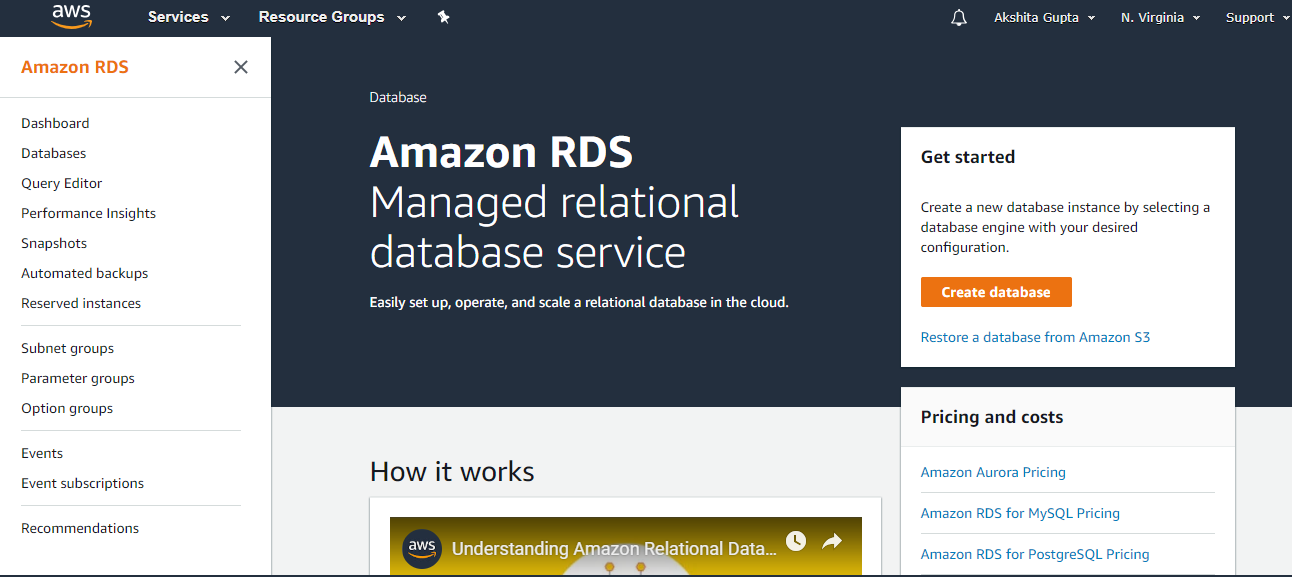 aws
Services
Resource Groups
Akshita Gupta
N. Virginia
Support
Amazon RDS
Dashboard
Databases
Query Editor
Performance Insights
Snapshots
Automated backups
Reserved instances
Subnet groups
Parameter groups
Option groups
Events
Event subscriptions
Recommendations
Database
Amazon RDS
Managed relational
database service
Easily set up, operate, and scale a relational database in the cloud.
Get started
Create a new database instance by selecting a
database engine with your desired
configuration.
Create database
Restore a database from Amazon S3
How it works
aws
Understanding Amazon Relational Data...
Pricing and costs
Amazon Aurora Pricing
Amazon RDS for MySQL Pricing
Amazon RDS for PostgreSQL Pricing